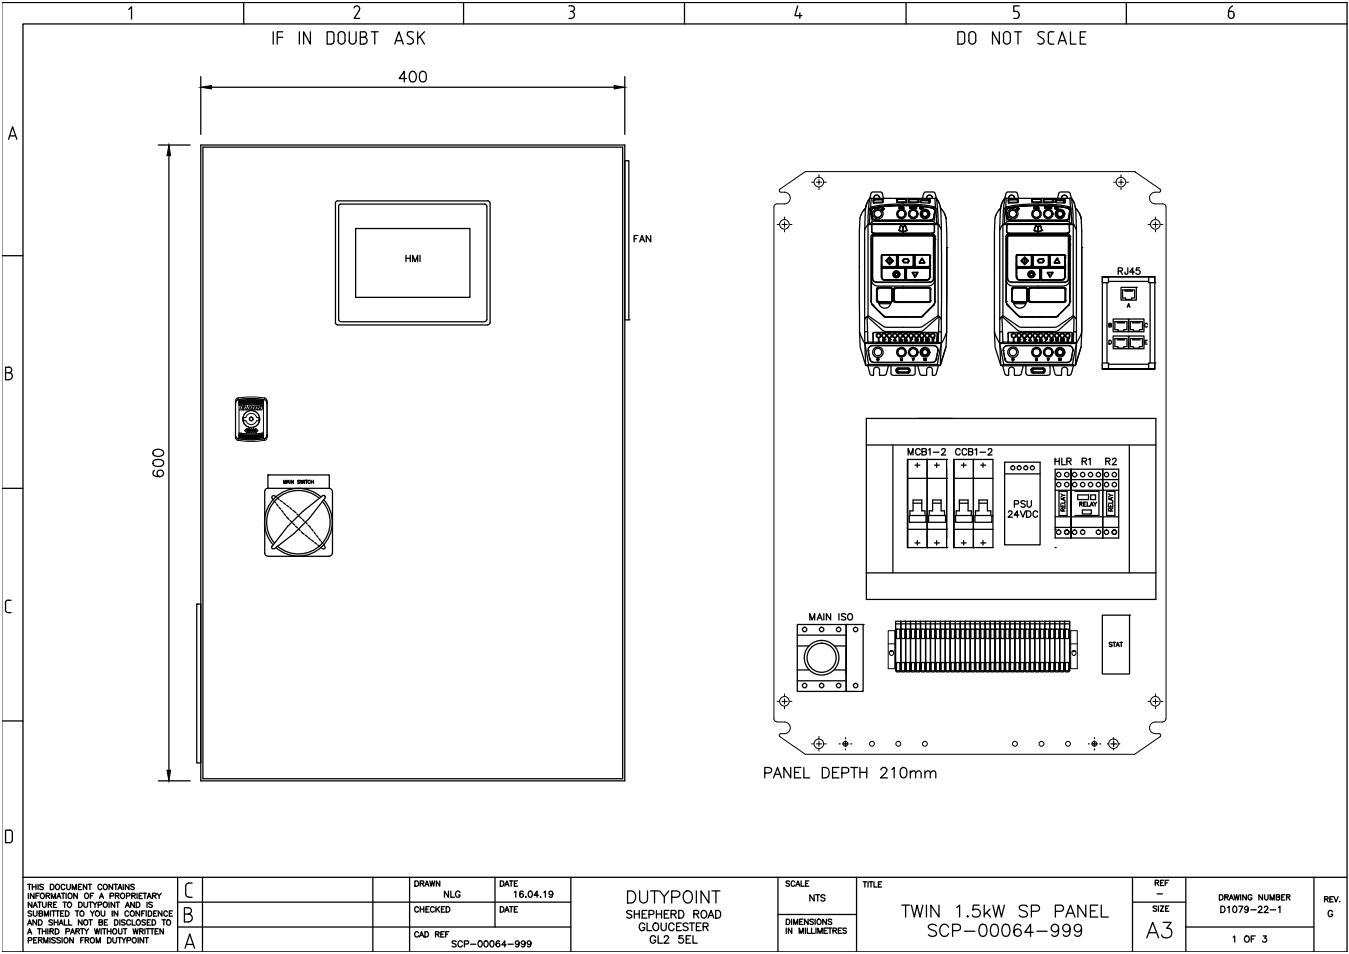 1 2 3 4 5 6
IF IN DOUBT ASK
DO NOT SCALE
A
B
C
D
400
600
HMI
FAN
MAIN SWITCH
RJ45
A
B C
D E
MCB1-2 CCB1-2
HLR R1 R2
PSU
24VDC
RELAY
RELAY
RELAY
MAIN ISO
STAT
PANEL DEPTH 210mm
THIS DOCUMENT CONTAINS
INFORMATION OF A PROPRIETARY
NATURE TO DUTYPOINT AND IS
SUBMITTED TO YOU IN CONFIDENCE
AND SHALL NOT BE DISCLOSED TO
A THIRD PARTY WITHOUT WRITTEN
PERMISSION FROM DUTYPOINT
C
B
A
DRAWN
NLG
DATE
16.04.19
CHECKED
DATE
CAD REF
SCP-00064-999
DUTYPOINT
SHEPHERD ROAD
GLOUCESTER
GL2 5EL
SCALE
NTS
DIMENSIONS
IN MILLIMETRES
TITLE
TWIN 1.5kW SP PANEL
SCP-00064-999
REF
-
SIZE
A3
DRAWING NUMBER
D1079-22-1
1 OF 3
REV.
G